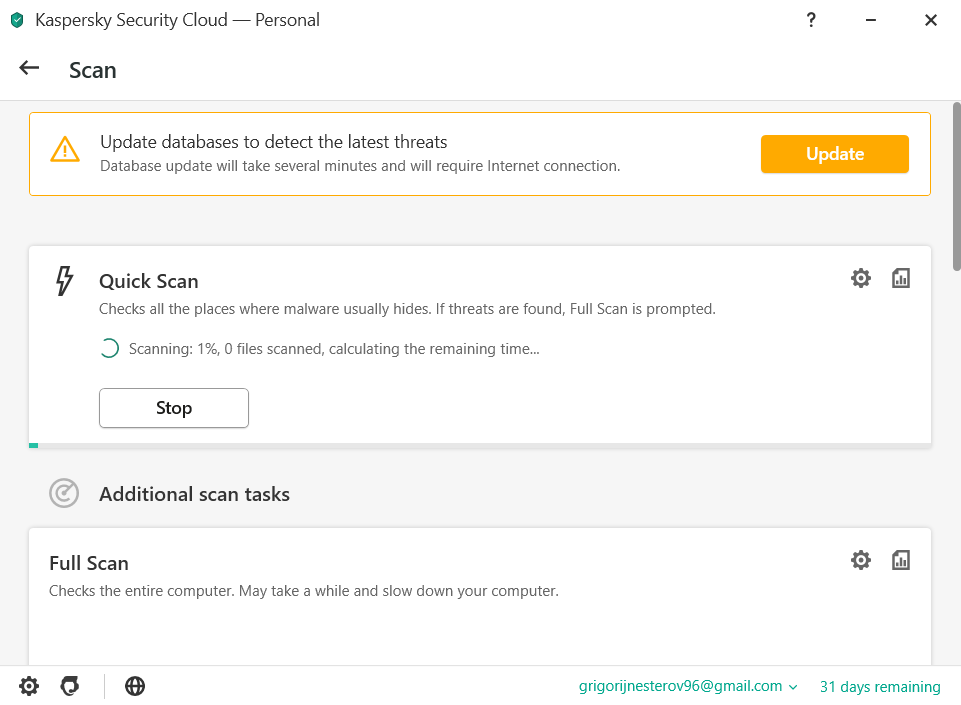 Kaspersky Security Cloud — Personal
?
Scan
Update databases to detect the latest threats
Database update will take several minutes and will require Internet connection.
Update
Quick Scan
Checks all the places where malware usually hides. If threats are found, Full Scan is prompted.
Scanning: 1%, 0 files scanned, calculating the remaining time...
Stop
Additional scan tasks
Full Scan
Checks the entire computer. May take a while and slow down your computer.
grigorijnesterov96@gmail.com
31 days remaining